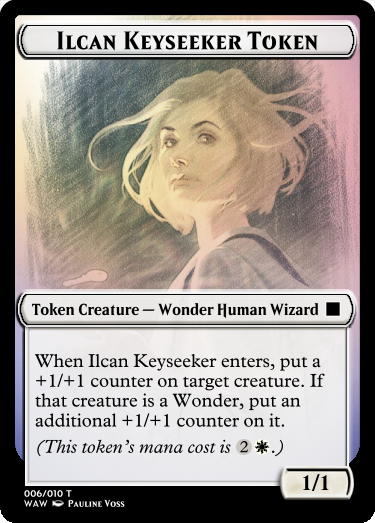 Ilcan Keyseeker Token
Token Creature — Wonder Human Wizard
When Ilcan Keyseeker enters, put a
+1/+1 counter on target creature. If
that creature is a Wonder, put an
additional +1/+1 counter on it.
(This token's mana cost is 2 .)
1/1
006/010 T
WAW Pauline Voss